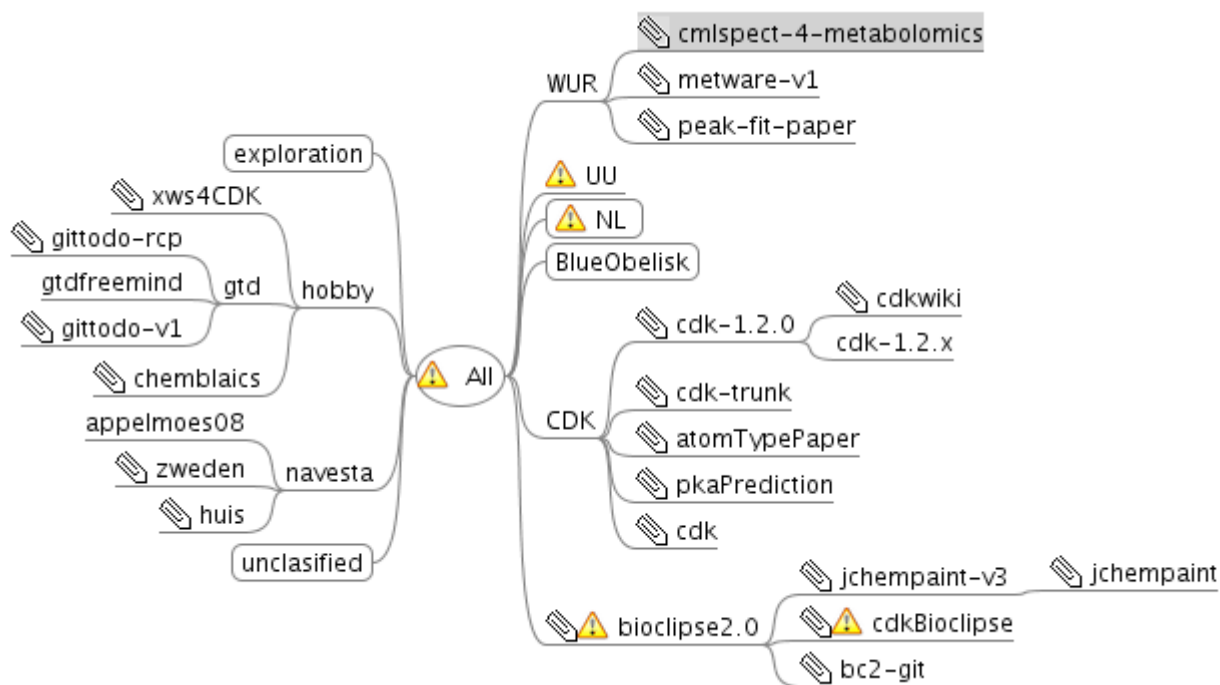 cmlspect-4-metabolomics
WUR
metware-v1
peak-fit-paper
exploration
UU
xws4CDK
NL
gittodo-rcp
BlueObelisk
gtdfreemind
gtd
hobby
cdkwiki
gittodo-v1
cdk-1.2.0
cdk-1.2.x
chemblaics
All
cdk-trunk
appelmoes08
CDK
atomTypePaper
zweden
navesta
pkaPrediction
huis
cdk
unclasified
jchempaint-v3
jchempaint
bioclipse2.0
cdkBioclipse
bc2-git